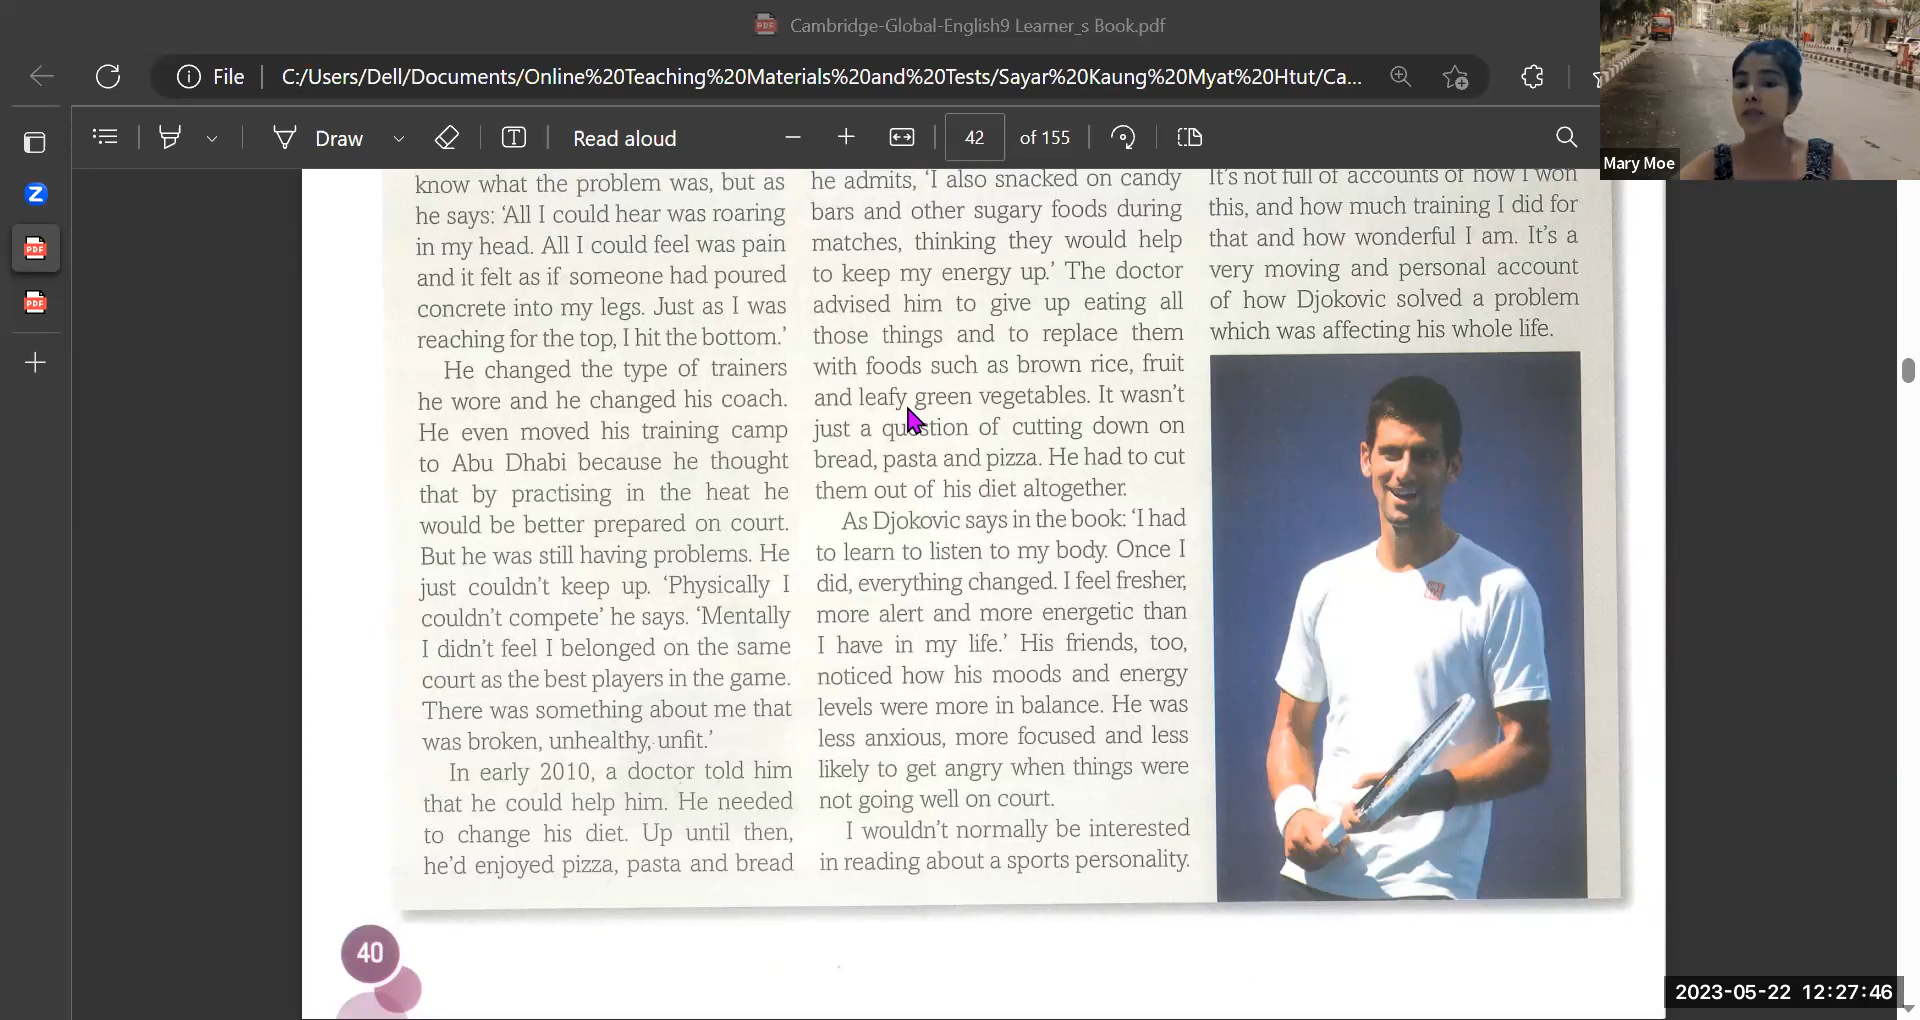 Cambridge-Global-English9 Learner_s Book.pdf
File
C:/Users/Dell/Documents/Online%20Teaching%20Materials%20and%20Tests/Sayar%20Kaung%20Myat%20Htut/Ca...
Draw
Read aloud
42
of 155
Mary Moe
know what the problem was, but as
he says: ‘All I could hear was roaring
in my head. All I could feel was pain
and it felt as if someone had poured
concrete into my legs. Just as I was
reaching for the top, I hit the bottom.’
He changed the type of trainers
he wore and he changed his coach.
He even moved his training camp
to Abu Dhabi because he thought
that by practising in the heat he
would be better prepared on court.
But he was still having problems. He
just couldn’t keep up. ‘Physically I
couldn’t compete’ he says. ‘Mentally
I didn’t feel I belonged on the same
court as the best players in the game.
There was something about me that
was broken, unhealthy, unfit.’
In early 2010, a doctor told him
that he could help him. He needed
to change his diet. Up until then,
he’d enjoyed pizza, pasta and bread
he admits, ‘I also snacked on candy
bars and other sugary foods during
matches, thinking they would help
to keep my energy up.’ The doctor
advised him to give up eating all
those things and to replace them
with foods such as brown rice, fruit
and leafy green vegetables. It wasn’t
just a question of cutting down on
bread, pasta and pizza. He had to cut
them out of his diet altogether.
As Djokovic says in the book: ‘I had
to learn to listen to my body. Once I
did, everything changed. I feel fresher,
more alert and more energetic than
I have in my life.’ His friends, too,
noticed how his moods and energy
levels were more in balance. He was
less anxious, more focused and less
likely to get angry when things were
not going well on court.
I wouldn’t normally be interested
in reading about a sports personality.
It’s not full of accounts of how I won
this, and how much training I did for
that and how wonderful I am. It’s a
very moving and personal account
of how Djokovic solved a problem
which was affecting his whole life.
40
2023-05-22 12:27:46